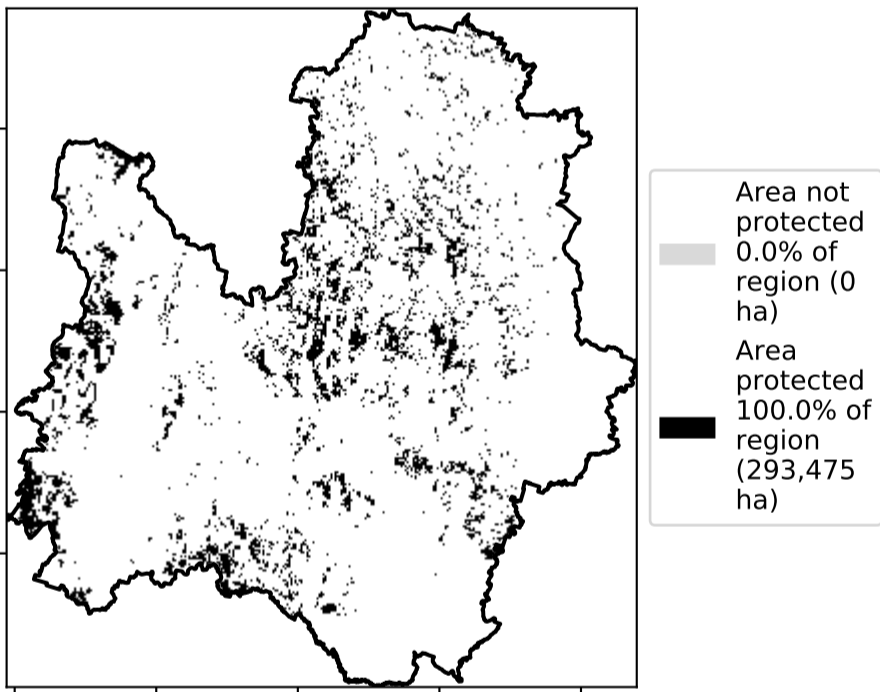 Area not
protected
0.0% of
region (0
ha)
Area
protected
100.0% of
region
(293,475
ha)